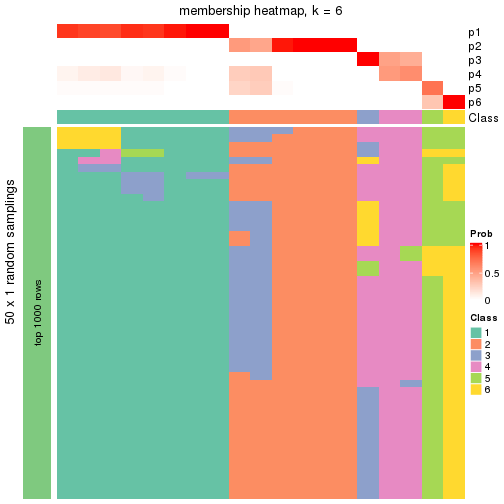 membership heatmap, k = 6
p1
p2
p3
p4
p5
p6
Class
50 x 1 random samplings
top 1000 rows
Prob
1
0.5
0
Class
1
2
3
4
5
6